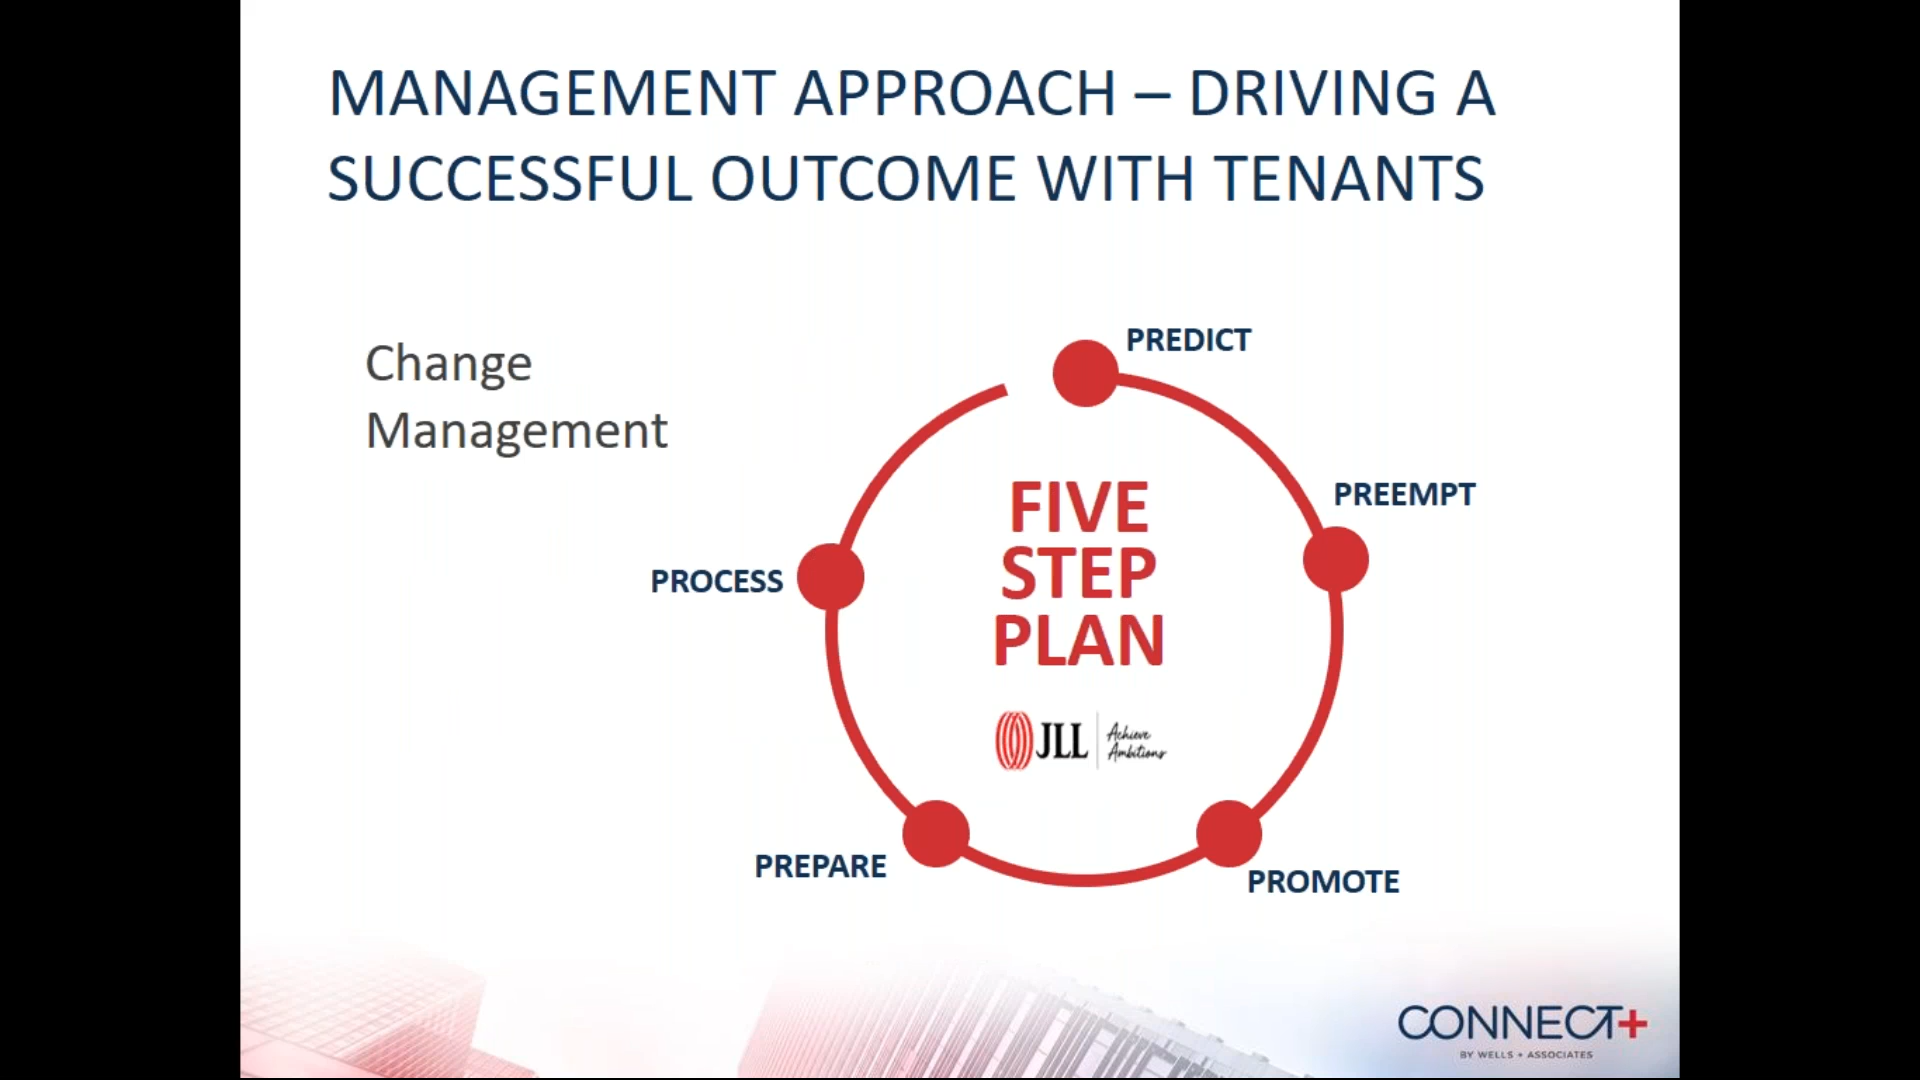 MANAGEMENT APPROACH – DRIVING A
SUCCESSFUL OUTCOME WITH TENANTS
Change
Management
PREDICT
PREEMPT
PROMOTE
PREPARE
PROCESS
FIVE
STEP
PLAN
JLL
Achieve
Ambitions
CONNECT+
BY WELLS + ASSOCIATES